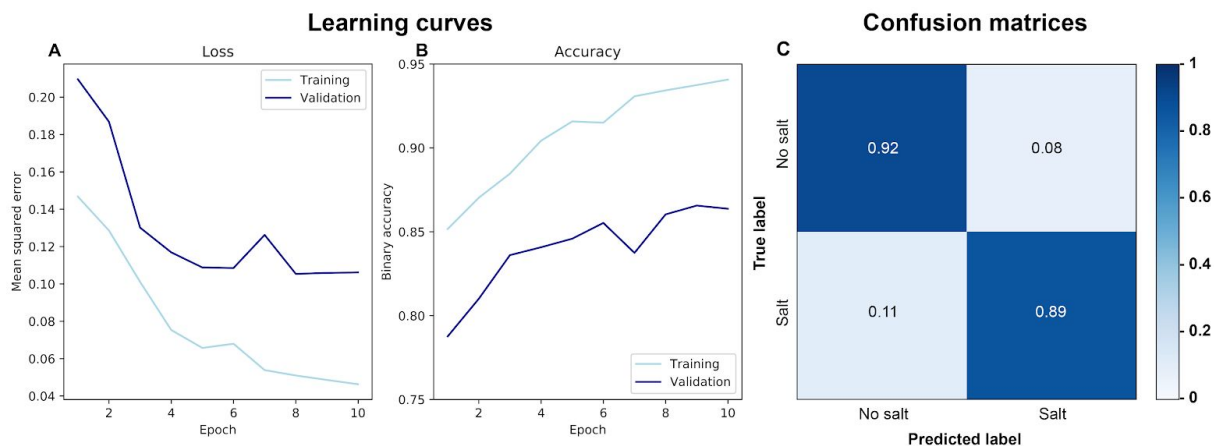 Learning curves
Confusion matrices
A
Loss
Training
Validation
0.20
0.18
0.16
0.14
0.12
0.10
0.08
0.06
0.04
Mean squared error
2 4 6 8 10
Epoch
B
Accuracy
0.95
0.90
0.85
0.80
0.75
Binary accuracy
Training
Validation
2 4 6 8 10
Epoch
C
True label
No salt
Salt
0.92 0.08
0.11 0.89
No salt Salt
Predicted label
1
0.8
0.6
0.4
0.2
0